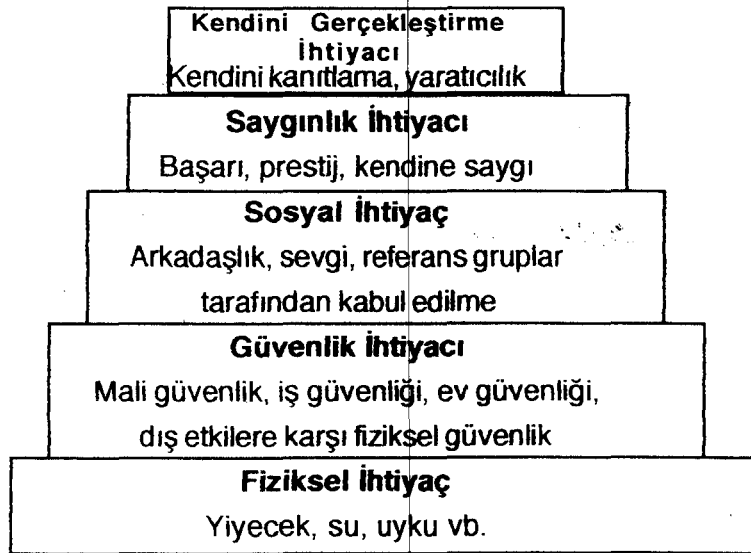 Kendini Gerçekleştirme
İhtiyacı
Kendini kanıtlama, yaratıcılık
Saygınlık İhtiyacı
Başarı, prestij, kendine saygı
Sosyal İhtiyaç
Arkadaşlık, sevgi, referans gruplar
tarafından kabul edilme
Güvenlik İhtiyacı
Mali güvenlik, iş güvenliği, ev güvenliği,
dış etkilere karşı fiziksel güvenlik
Fiziksel İhtiyaç
Yiyecek, su, uyku vb.